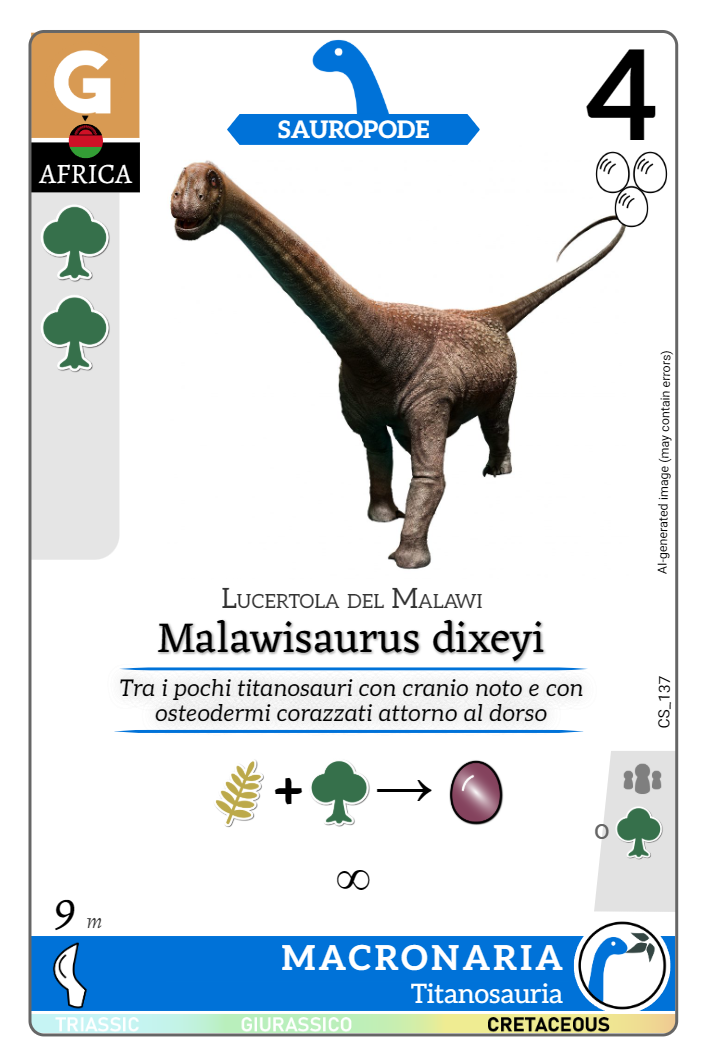 G
AFRICA
SAUROPODE
4
AI-generated image (may contain errors)
LUCERTOLA DEL MALAWI
Malawisaurus dixeyi
Tra i pochi titanosauri con cranio noto e con
osteodermi corazzati attorno al dorso
CS_137
+ → 
o
∞
9 m
MACRONARIA
Titanosauria
TRIASSIC GIURASSICO CRETACEOUS